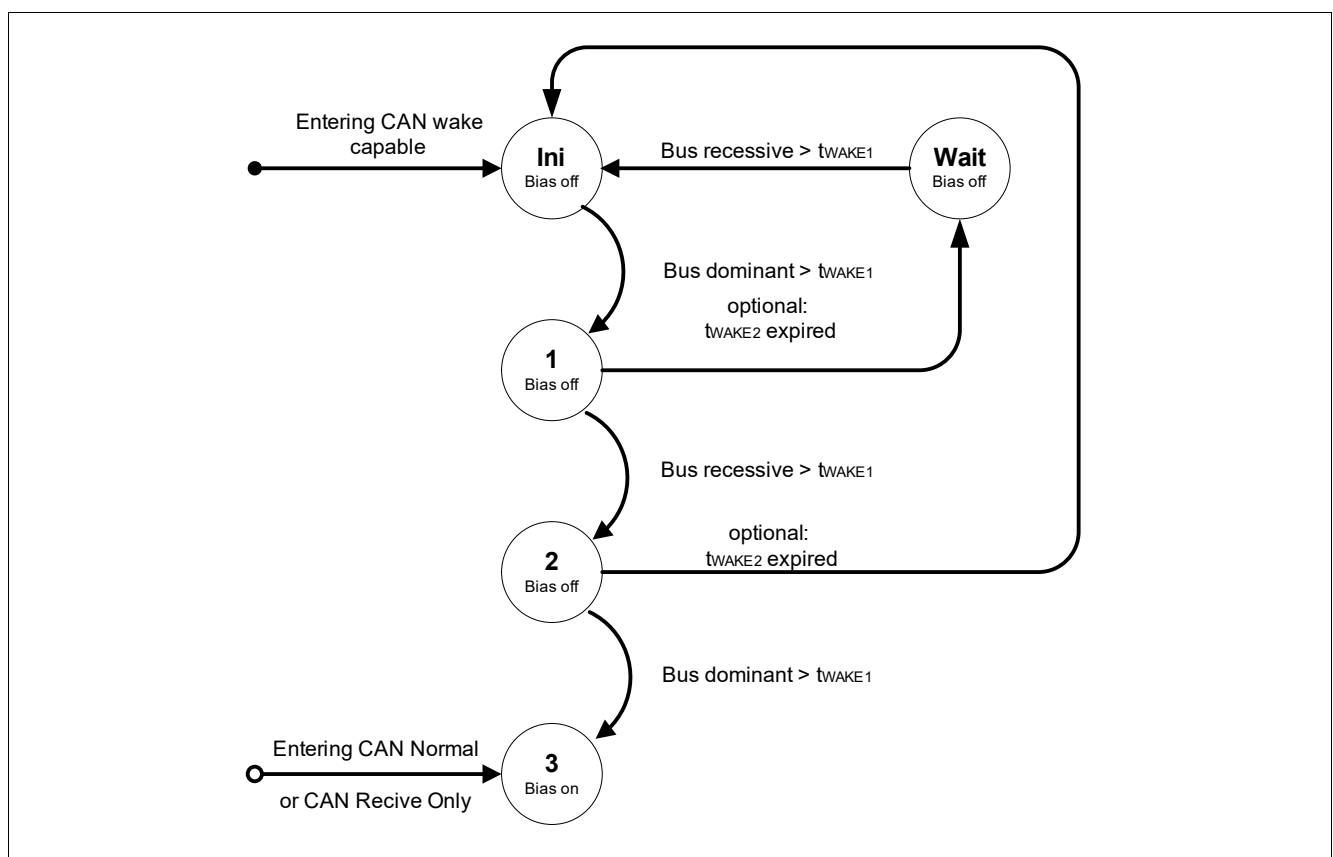 Entering CAN wake
capable
Ini
Bias off
Bus recessive > tWAKE1
Wait
Bias off
Bus dominant > tWAKE1
optional:
tWAKE2 expired
1
Bias off
Bus recessive > tWAKE1
optional:
tWAKE2 expired
2
Bias off
Bus dominant > tWAKE1
Entering CAN Normal
or CAN Recive Only
3
Bias on